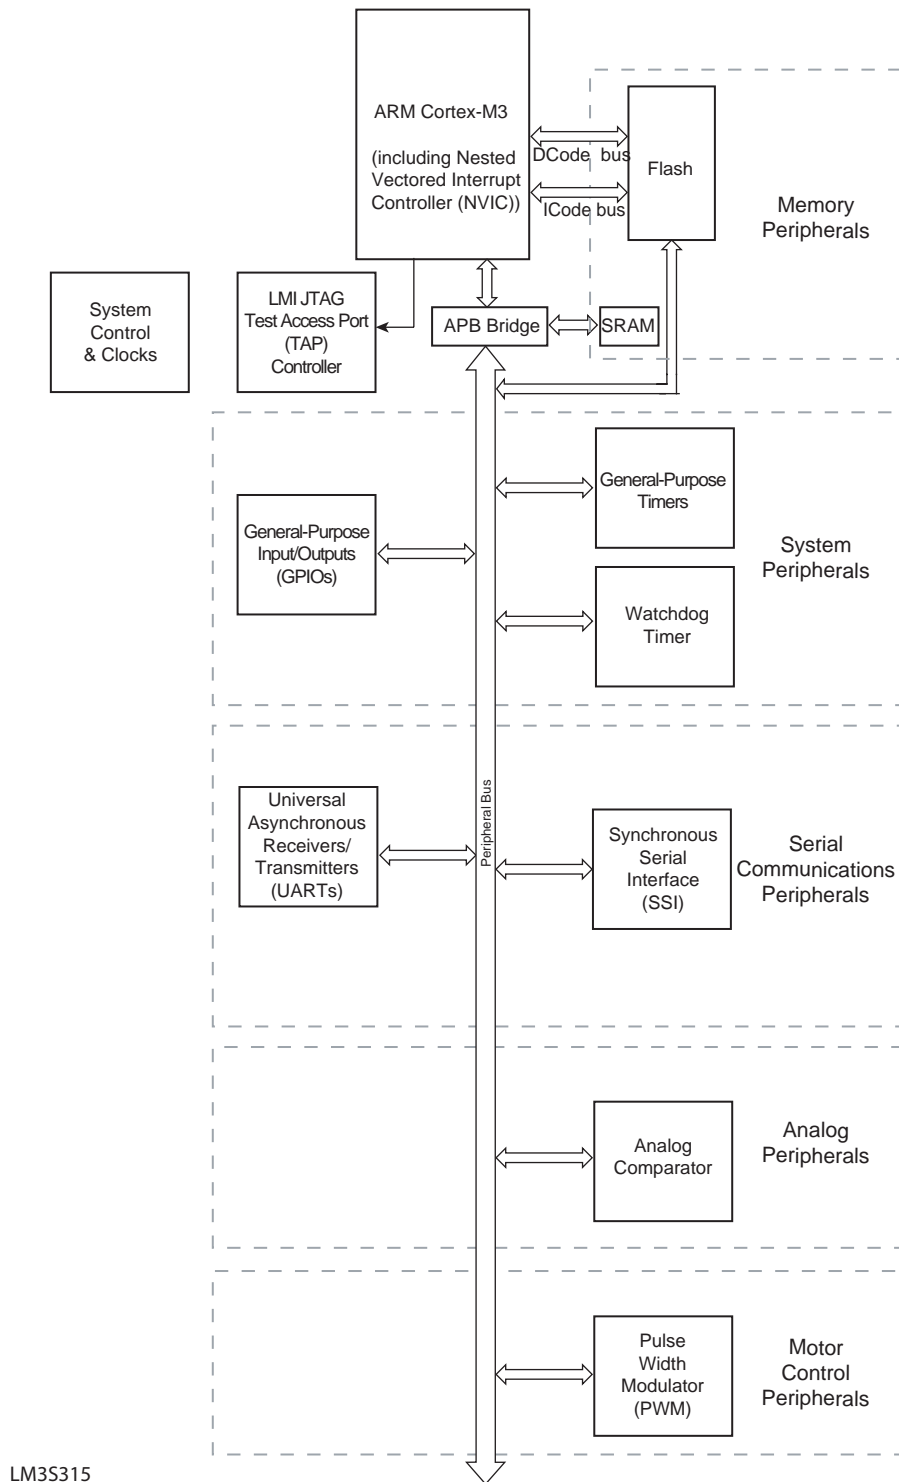 ARM Cortex-M3
(including Nested
Vectored Interrupt
Controller (NVIC))
DCode bus
ICode bus
Flash
Memory
Peripherals
System
Control
& Clocks
LMI JTAG
Test Access Port
(TAP)
Controller
APB Bridge
SRAM
General-Purpose
Timers
General-Purpose
Input/Outputs
(GPIOs)
System
Peripherals
Watchdog
Timer
Peripheral Bus
Universal
Asynchronous
Receivers/
Transmitters
(UARTs)
Synchronous
Serial
Interface
(SSI)
Serial
Communications
Peripherals
Analog
Comparator
Analog
Peripherals
Pulse
Width
Modulator
(PWM)
Motor
Control
Peripherals
LM3S315